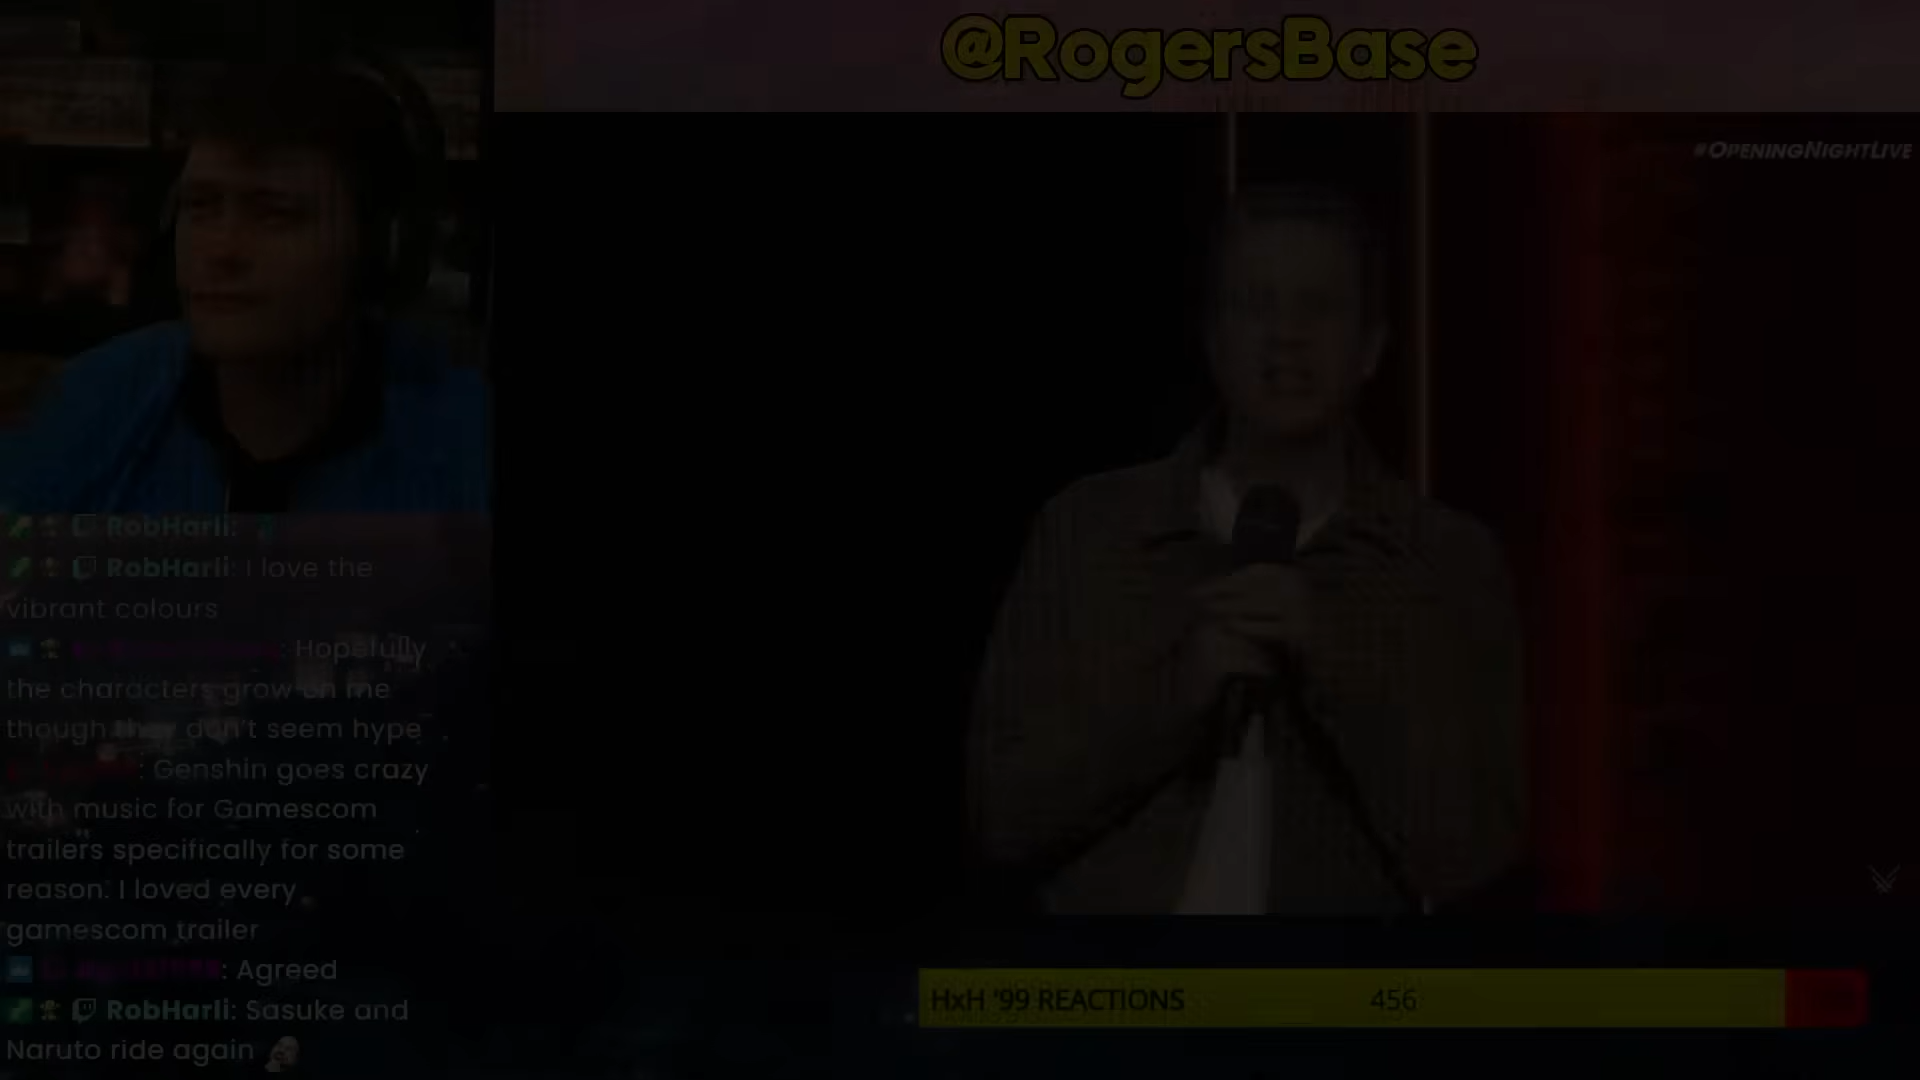 @RogersBase
#OPENINGNIGHTLIVE
RobHarli:
RobHarli: I love the
vibrant colours
: Hopefully
the characters grow on me
though they don't seem hype
: Genshin goes crazy
with music for Gamescom
trailers specifically for some
reason. I loved every
gamescom trailer
: Agreed
RobHarli: Sasuke and
Naruto ride again
HxH '99 REACTIONS 456